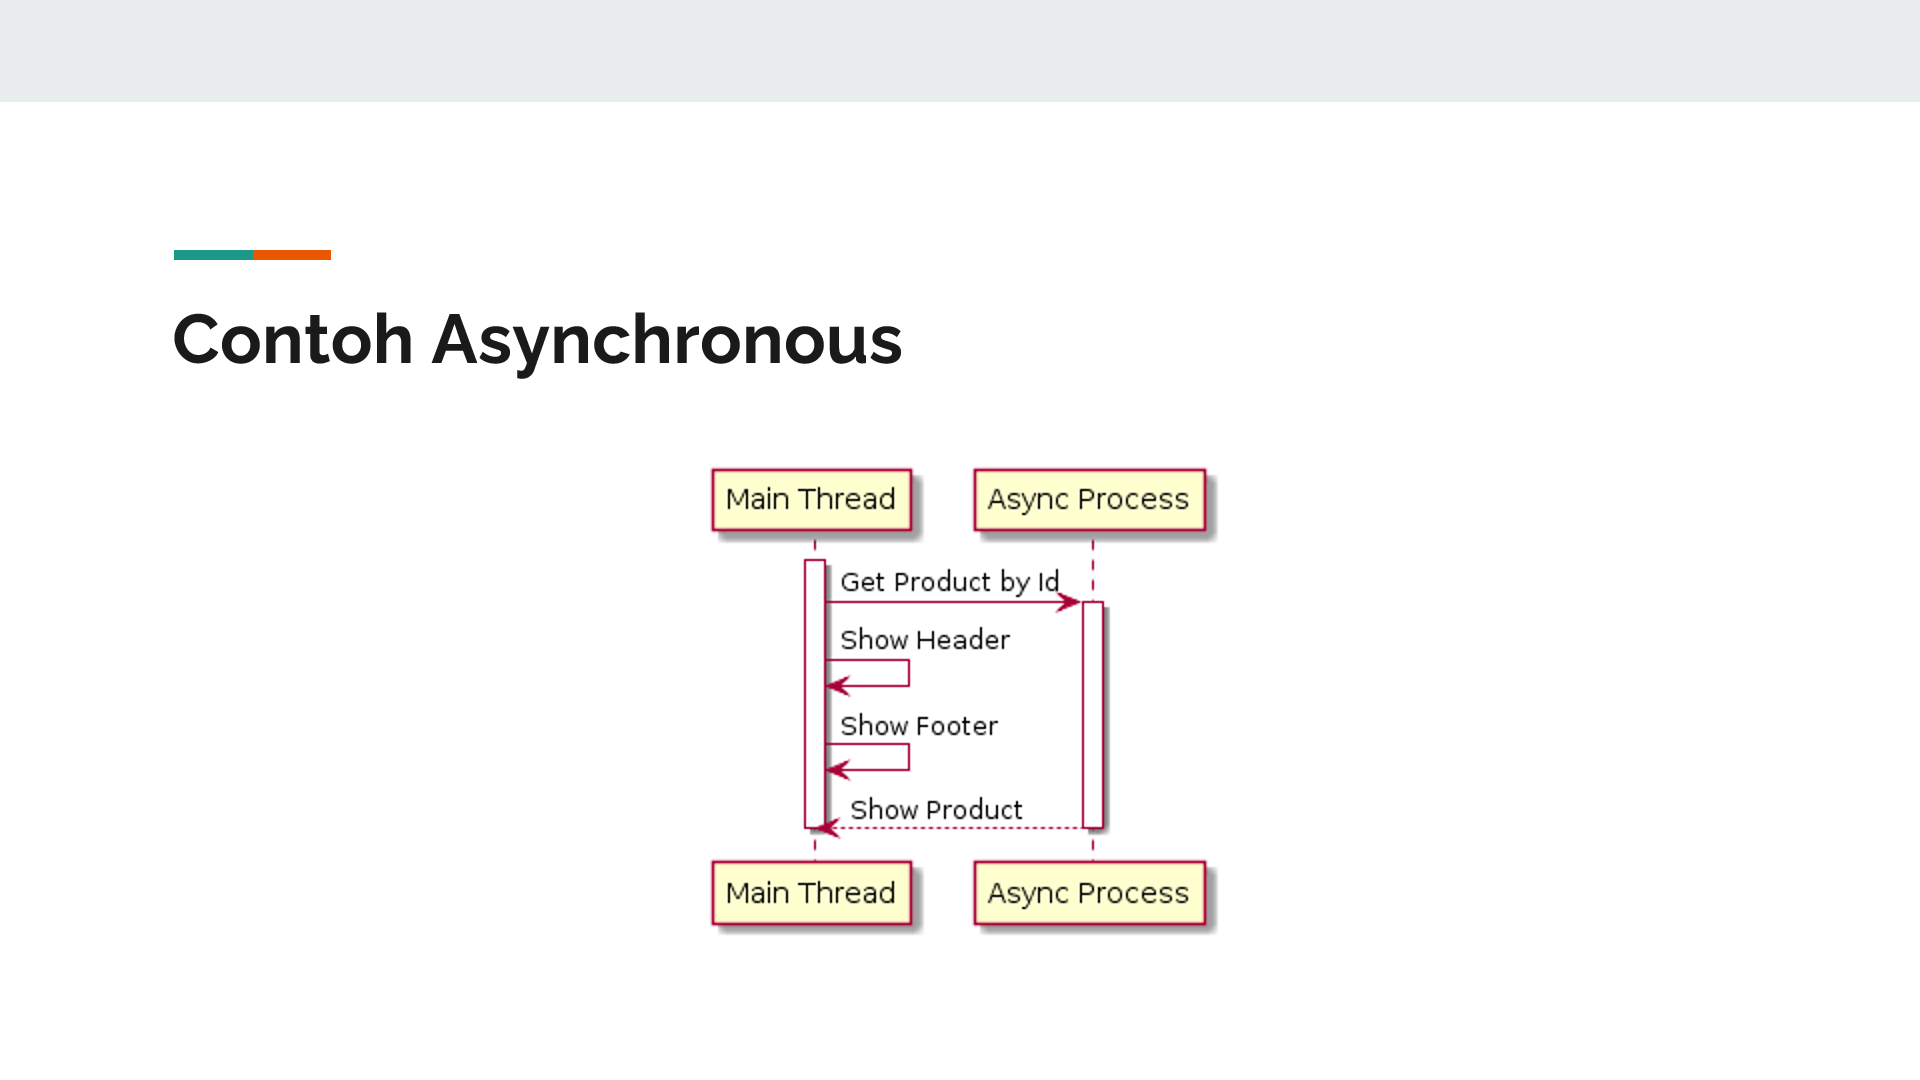 Contoh Asynchronous
Main Thread
Async Process
Get Product by Id
Show Header
Show Footer
Show Product
Main Thread
Async Process